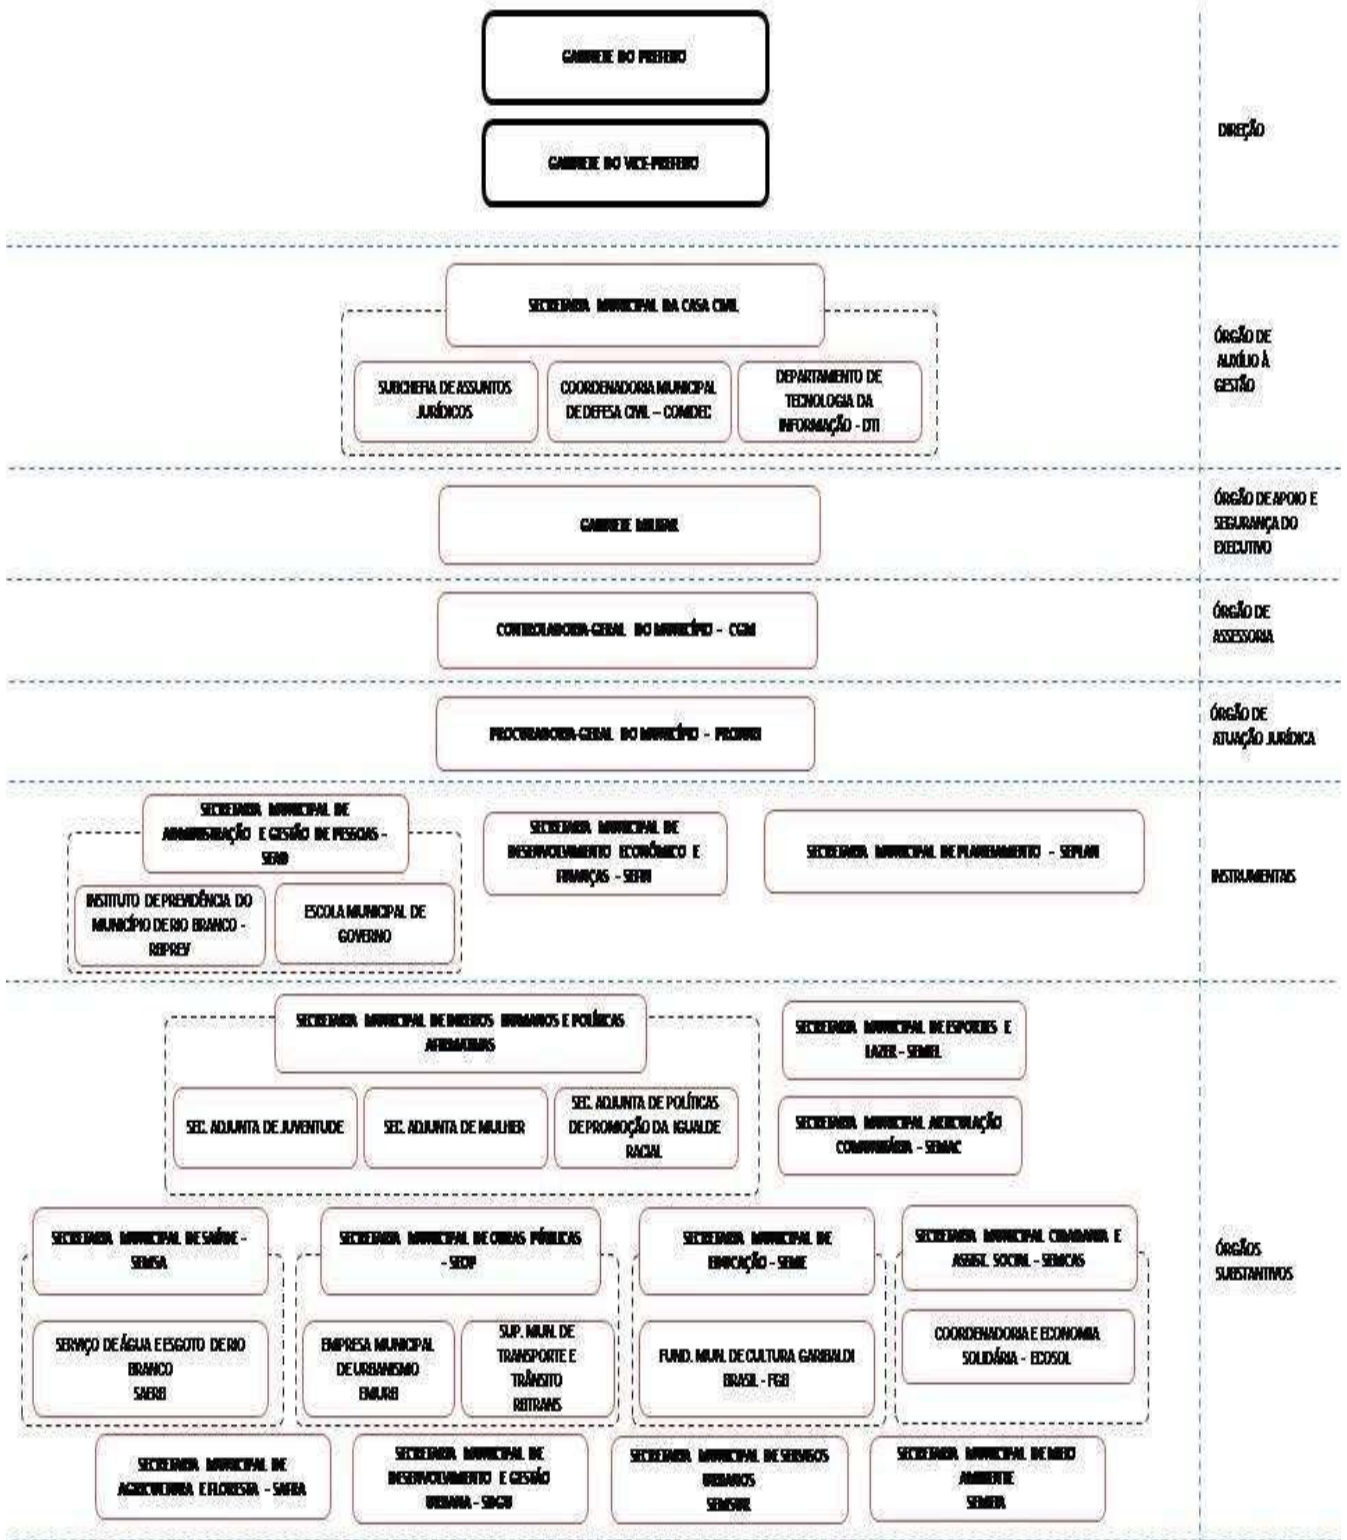 GABINETE DO PREFEITO
GABINETE DO VICE-PREFEITO
DIREÇÃO
SECRETARIA MUNICIPAL DA CASA CIVIL
SUBCHEFIA DE ASSUNTOS
JURÍDICOS
COORDENADORIA MUNICIPAL
DE DEFESA CIVIL – COMDEC
DEPARTAMENTO DE
TECNOLOGIA DA
INFORMAÇÃO - DTI
ÓRGÃO DE
AUXÍLIO À
GESTÃO
GABINETE MILITAR
ÓRGÃO DE APOIO E
SEGURANÇA DO
EXECUTIVO
CONTROLADORIA-GERAL DO MUNICÍPIO – CGM
ÓRGÃO DE
ASSESSORIA
PROCURADORIA-GERAL DO MUNICÍPIO – PROJURI
ÓRGÃO DE
ATUAÇÃO JURÍDICA
SECRETARIA MUNICIPAL DE
ADMINISTRAÇÃO E GESTÃO DE PESSOAS –
SEAD
INSTITUTO DE PREVIDÊNCIA DO
MUNICÍPIO DE RIO BRANCO -
RBPREV
ESCOLA MUNICIPAL DE
GOVERNO
SECRETARIA MUNICIPAL DE
DESENVOLVIMENTO ECONÔMICO E
FINANÇAS - SEFIN
SECRETARIA MUNICIPAL DE PLANEJAMENTO – SEPLAN
INSTRUMENTAIS
SECRETARIA MUNICIPAL DE DIREITOS HUMANOS E POLÍTICAS
AFIRMATIVAS
SEC. ADJUNTA DE JUVENTUDE
SEC. ADJUNTA DE MULHER
SEC. ADJUNTA DE POLÍTICAS
DE PROMOÇÃO DA IGUALDE
RACIAL
SECRETARIA MUNICIPAL DE ESPORTES E
LAZER – SEMEL
SECRETARIA MUNICIPAL ARTICULAÇÃO
COMUNITÁRIA – SEMAC
SECRETARIA MUNICIPAL DE SAÚDE –
SEMSA
SERVIÇO DE ÁGUA E ESGOTO DE RIO
BRANCO
SAERB
SECRETARIA MUNICIPAL DE OBRAS PÚBLICAS
- SEOP
EMPRESA MUNICIPAL
DE URBANISMO
EMURB
SUP. MUN. DE
TRANSPORTE E
TRÂNSITO
RBTRANS
SECRETARIA MUNICIPAL DE
EDUCAÇÃO – SEME
FUND. MUN. DE CULTURA GARIBALDI
BRASIL - FGB
SECRETARIA MUNICIPAL CIDADANIA E
ASSIST. SOCIAL – SEMCAS
COORDENADORIA E ECONOMIA
SOLIDÁRIA – ECOSOL
ÓRGÃOS
SUBSTANTIVOS
SECRETARIA MUNICIPAL DE
AGRICULTURA E FLORESTA – SAFRA
SECRETARIA MUNICIPAL DE
DESENVOLVIMENTO E GESTÃO
URBANA – SDGU
SECRETARIA MUNICIPAL DE SERVIÇOS
URBANOS
SEMSUR
SECRETARIA MUNICIPAL DE MEIO
AMBIENTE
SEMEIA